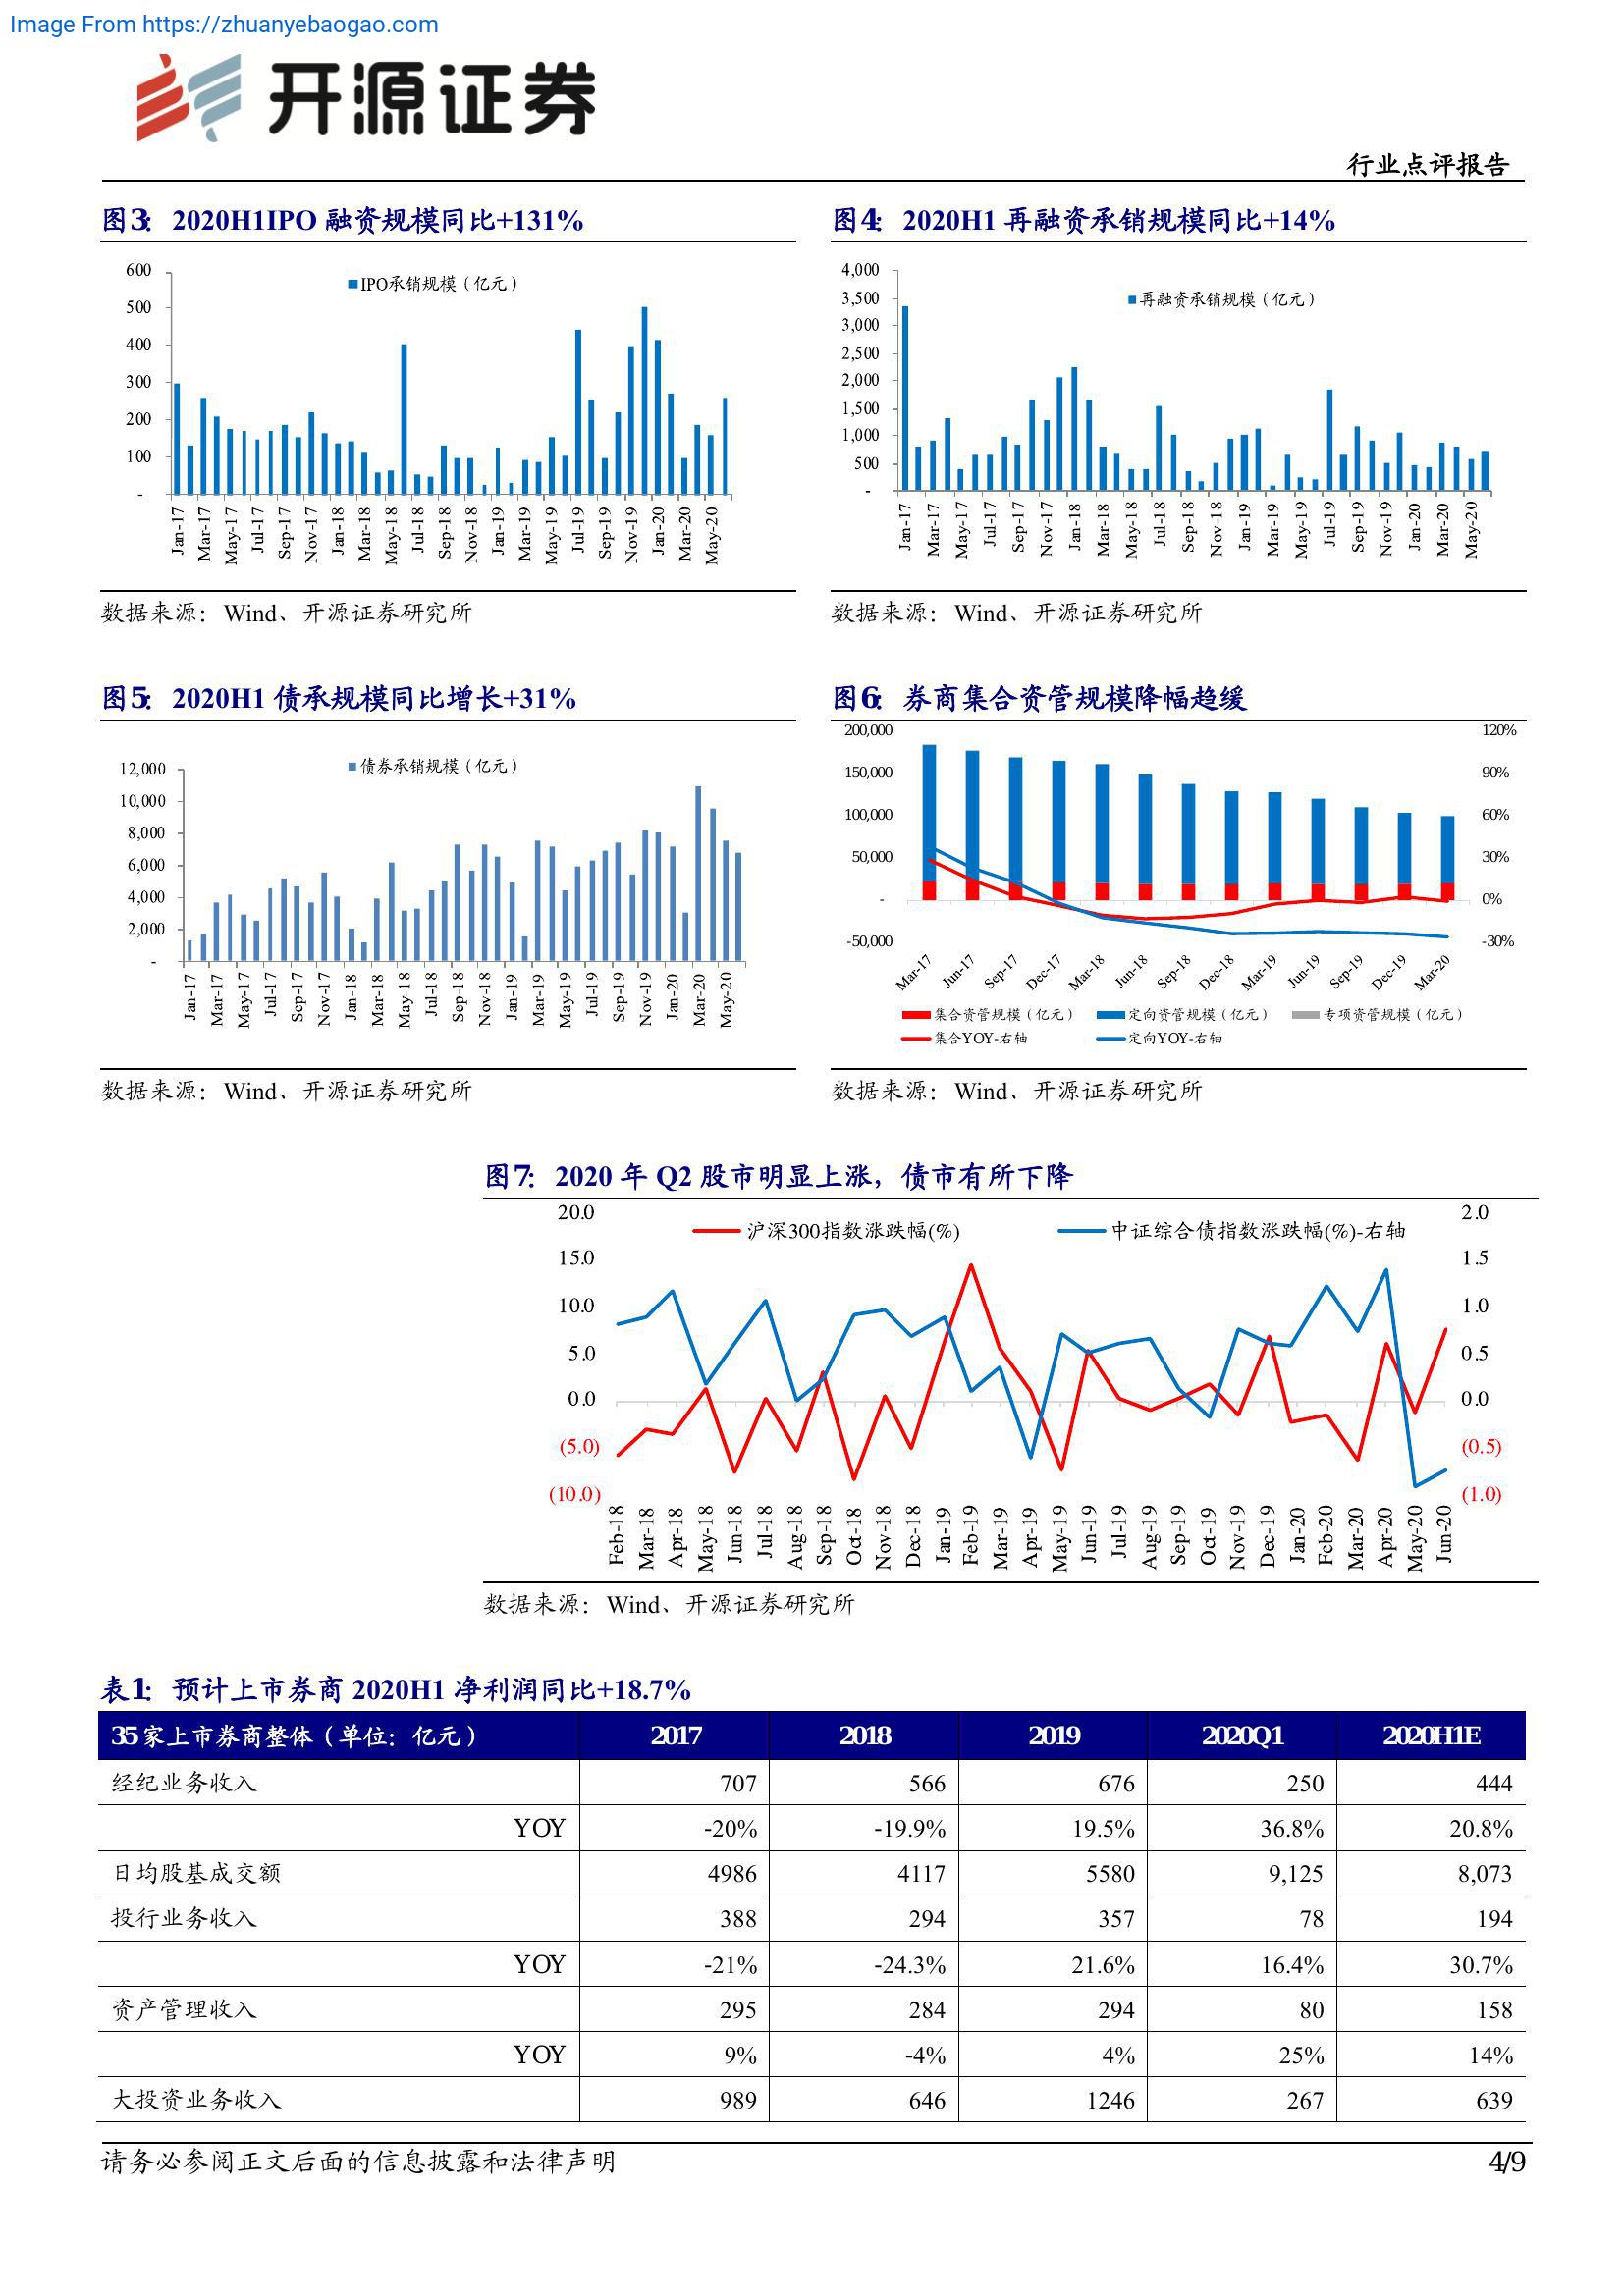 Image From https://zhuanyebaogao.com
开源证券
行业点评报告
图3: 2020H1IPO 融资规模同比+131%
600
500
400
300
200
100
-
IPO承销规模（亿元）
Jan-17 Mar-17 May-17 Jul-17 Sep-17 Nov-17 Jan-18 Mar-18 May-18 Jul-18 Sep-18 Nov-18 Jan-19 Mar-19 May-19 Jul-19 Sep-19 Nov-19 Jan-20 Mar-20 May-20
数据来源：Wind、开源证券研究所
图4: 2020H1 再融资承销规模同比+14%
4,000
3,500
3,000
2,500
2,000
1,500
1,000
500
-
再融资承销规模（亿元）
Jan-17 Mar-17 May-17 Jul-17 Sep-17 Nov-17 Jan-18 Mar-18 May-18 Jul-18 Sep-18 Nov-18 Jan-19 Mar-19 May-19 Jul-19 Sep-19 Nov-19 Jan-20 Mar-20 May-20
数据来源：Wind、开源证券研究所
图5: 2020H1 债承规模同比增长+31%
12,000
10,000
8,000
6,000
4,000
2,000
-
债券承销规模（亿元）
Jan-17 Mar-17 May-17 Jul-17 Sep-17 Nov-17 Jan-18 Mar-18 May-18 Jul-18 Sep-18 Nov-18 Jan-19 Mar-19 May-19 Jul-19 Sep-19 Nov-19 Jan-20 Mar-20 May-20
数据来源：Wind、开源证券研究所
图6: 券商集合资管规模降幅趋缓
200,000
150,000
100,000
50,000
-
-50,000
120%
90%
60%
30%
0%
-30%
Mar-17 Jun-17 Sep-17 Dec-17 Mar-18 Jun-18 Sep-18 Dec-18 Mar-19 Jun-19 Sep-19 Dec-19 Mar-20
集合资管规模（亿元） 定向资管规模（亿元） 专项资管规模（亿元）
集合YOY-右轴 定向YOY-右轴
数据来源：Wind、开源证券研究所
图7: 2020 年 Q2 股市明显上涨，债市有所下降
20.0
15.0
10.0
5.0
0.0
(5.0)
(10.0)
沪深300指数涨跌幅(%) 中证综合债指数涨跌幅(%)-右轴
2.0
1.5
1.0
0.5
0.0
(0.5)
(1.0)
Feb-18 Mar-18 Apr-18 May-18 Jun-18 Jul-18 Aug-18 Sep-18 Oct-18 Nov-18 Dec-18 Jan-19 Feb-19 Mar-19 Apr-19 May-19 Jun-19 Jul-19 Aug-19 Sep-19 Oct-19 Nov-19 Dec-19 Jan-20 Feb-20 Mar-20 Apr-20 May-20 Jun-20
数据来源：Wind、开源证券研究所
表1: 预计上市券商 2020H1 净利润同比+18.7%
35家上市券商整体（单位：亿元） 2017 2018 2019 2020Q1 2020H1E
经纪业务收入 707 566 676 250 444
YOY -20% -19.9% 19.5% 36.8% 20.8%
日均股基成交额 4986 4117 5580 9,125 8,073
投行业务收入 388 294 357 78 194
YOY -21% -24.3% 21.6% 16.4% 30.7%
资产管理收入 295 284 294 80 158
YOY 9% -4% 4% 25% 14%
大投资业务收入 989 646 1246 267 639
请务必参阅正文后面的信息披露和法律声明 4/9